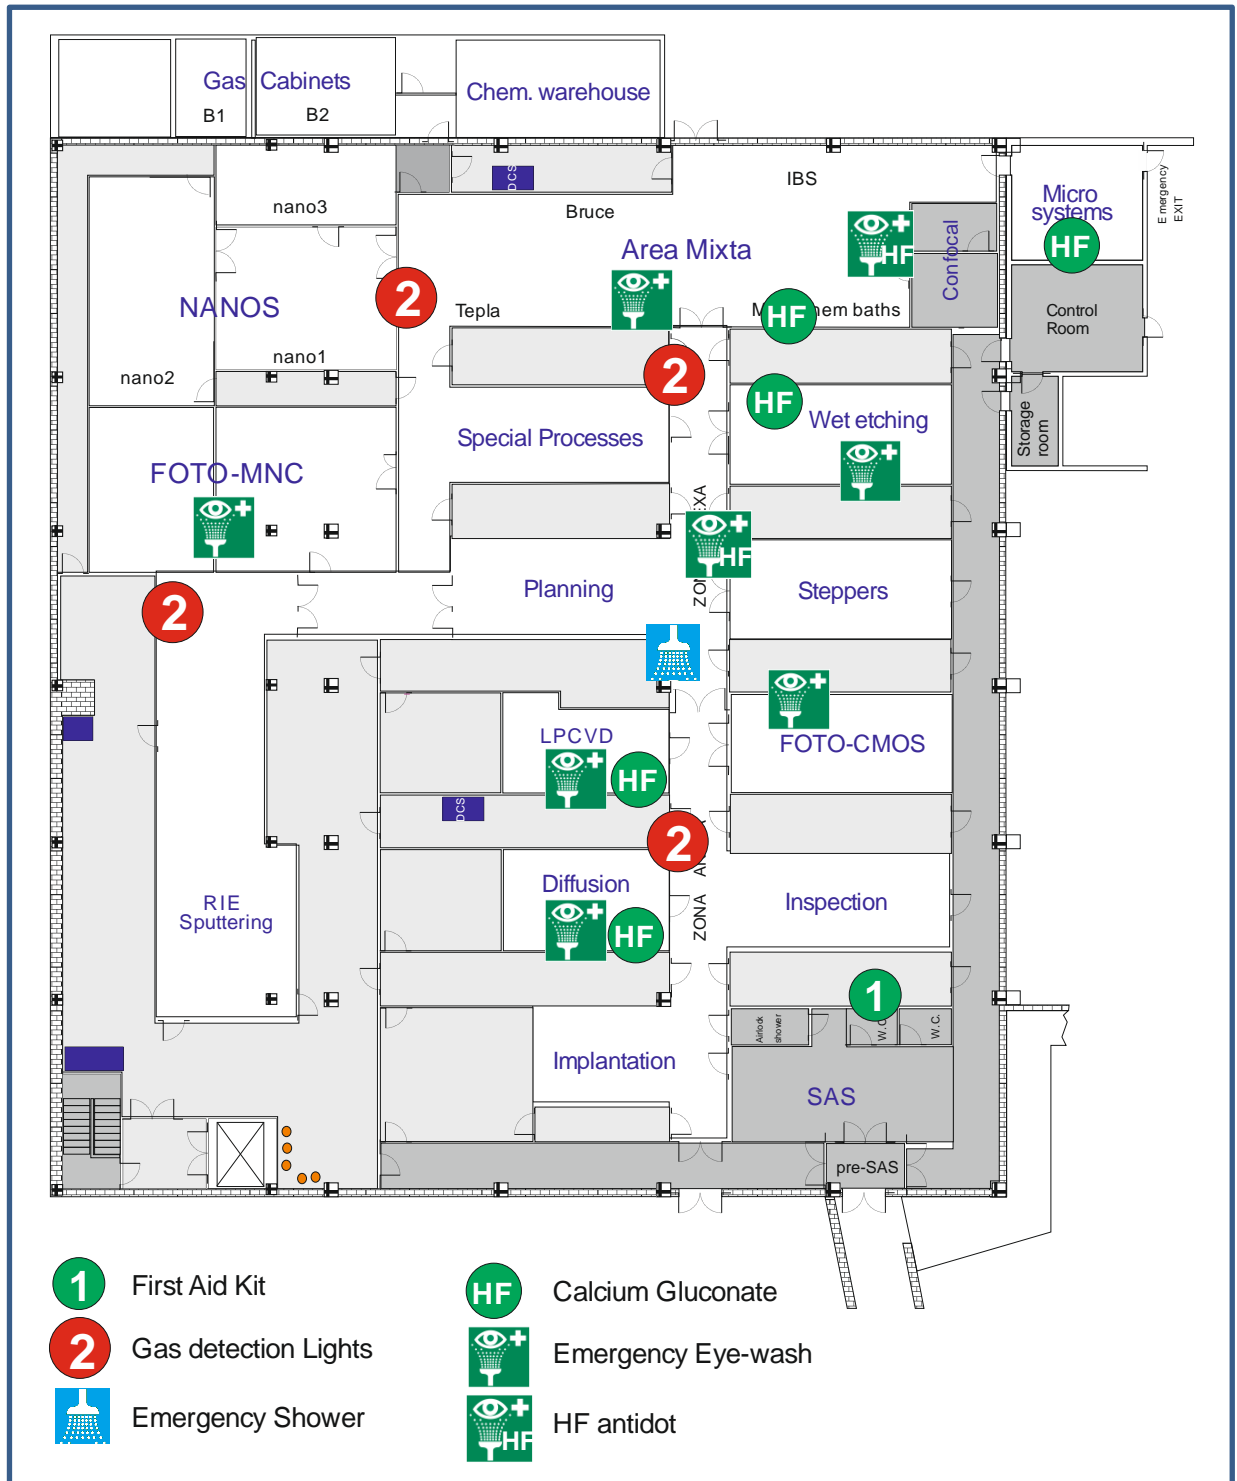 Gas Cabinets
B1
B2
Chem. warehouse
DCS
IBS
Micro
systems
Emergency
EXIT
nano3
Bruce
HF
Confocal
Area Mixta
HF
NANOS
2
Tepla
HF
hem baths
Control
Room
nano1
nano2
2
HF
Wet etching
Storage
room
Special Processes
FOTO-MNC
HF
Planning
Steppers
2
LPCVD
FOTO-CMOS
HF
DCS
2
ZONA
Diffusion
Inspection
RIE
Sputtering
HF
1
Airlock
shower
W.C.
W.C.
Implantation
SAS
pre-SAS
1 First Aid Kit
HF Calcium Gluconate
2 Gas detection Lights
Emergency Eye-wash
Emergency Shower
HF HF antidot